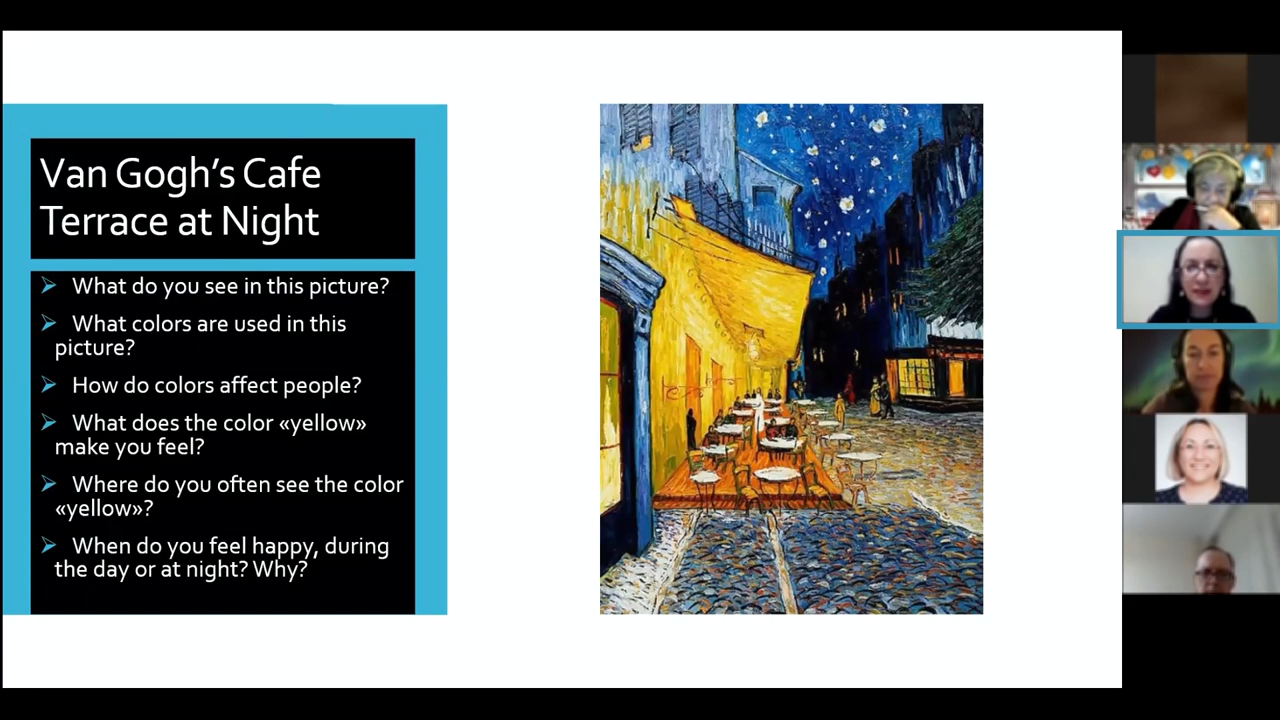 Van Gogh’s Cafe
Terrace at Night
➢ What do you see in this picture?
➢ What colors are used in this
picture?
➢ How do colors affect people?
➢ What does the color «yellow»
make you feel?
➢ Where do you often see the color
«yellow»?
➢ When do you feel happy, during
the day or at night? Why?